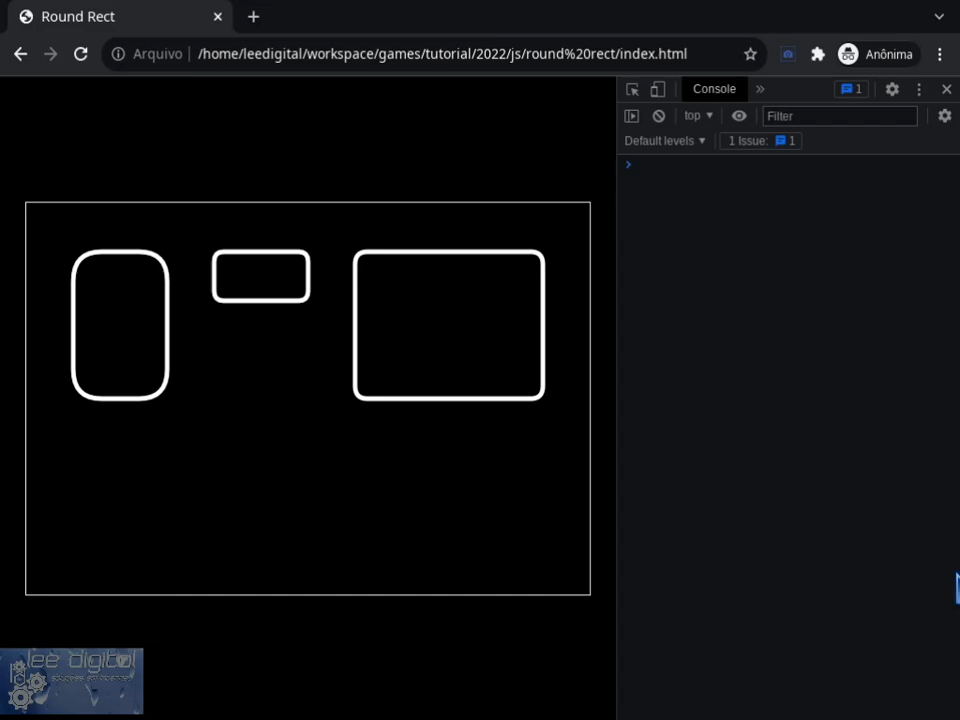 Round Rect
Arquivo /home/leedigital/workspace/games/tutorial/2022/js/round%20rect/index.html Anônima
Console » 1
top ▼ Filter
Default levels ▼ 1 Issue: 1
lee digital